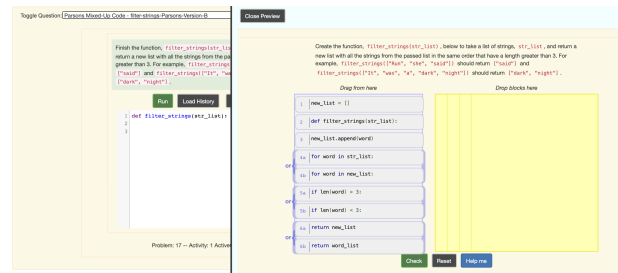 Toggle Question: Parsons Mixed-Up Code - filter-strings-Parsons-Version-B
Finish the function, filter_strings(str_lis
return a new list with all the strings from the pa
greater than 3. For example, filter_strings
["said"] and filter_strings(["It", "wa
["dark", "night"].
Run
Load History
1 def filter_strings(str_list):
2
3
Problem: 17 -- Activity: 1 Active
Close Preview
Create the function, filter_strings(str_list), below to take a list of strings, str_list, and return a
new list with all the strings from the passed list in the same order that have a length greater than 3. For
example, filter_strings(["Run", "she", "said"]) should return ["said"] and
filter_strings(["It", "was", "a", "dark", "night"]) should return ["dark", "night"].
Drag from here
Drop blocks here
1 new_list = []
2 def filter_strings(str_list):
3 new_list.append(word)
4a for word in str_list:
or
4b for word in new_list:
5a if len(word) > 3:
or
5b if len(word) < 3:
6a return new_list
or
6b return word_list
Check
Reset
Help me